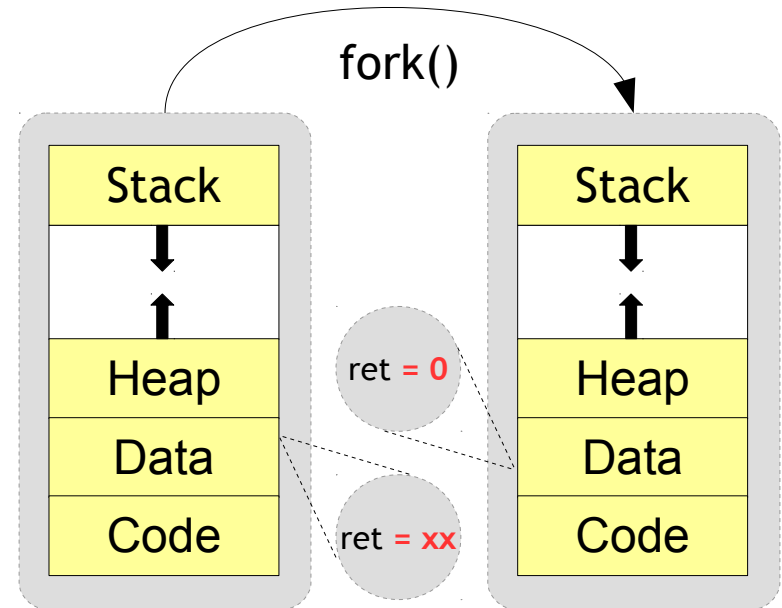 fork()
Stack
Heap
Data
Code
ret = 0
ret = xx
Stack
Heap
Data
Code